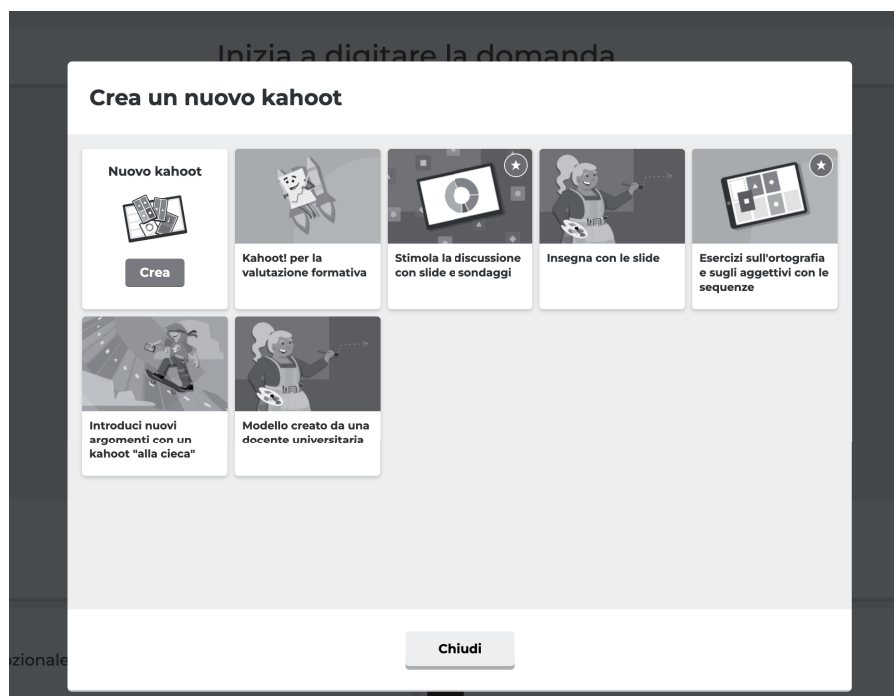 Inizia a digitare la domanda
Crea un nuovo kahoot
Nuovo kahoot
Crea
Kahoot! per la
valutazione formativa
Stimola la discussione
con slide e sondaggi
Insegna con le slide
Esercizi sull'ortografia
e sugli aggettivi con le
sequenze
Introduci nuovi
argomenti con un
kahoot "alla cieca"
Modello creato da una
docente universitaria
Chiudi